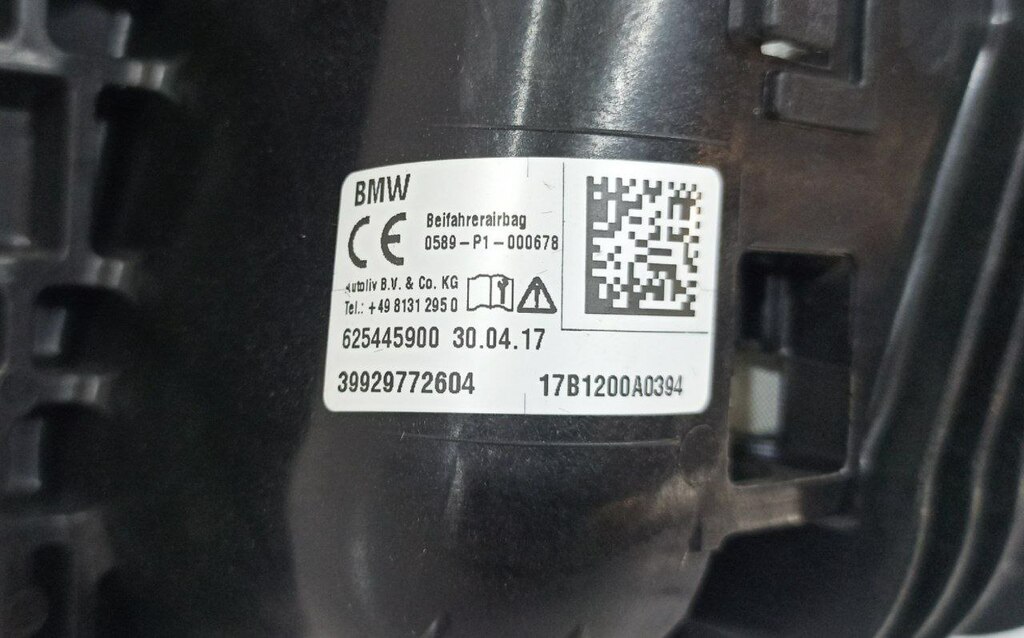 BMW
CE
Beifahrerairbag
0589-P1-000678
Autoliv B.V. & Co. KG
Tel.: +49 8131 295 0
625445900 30.04.17
39929772604 17B1200A0394